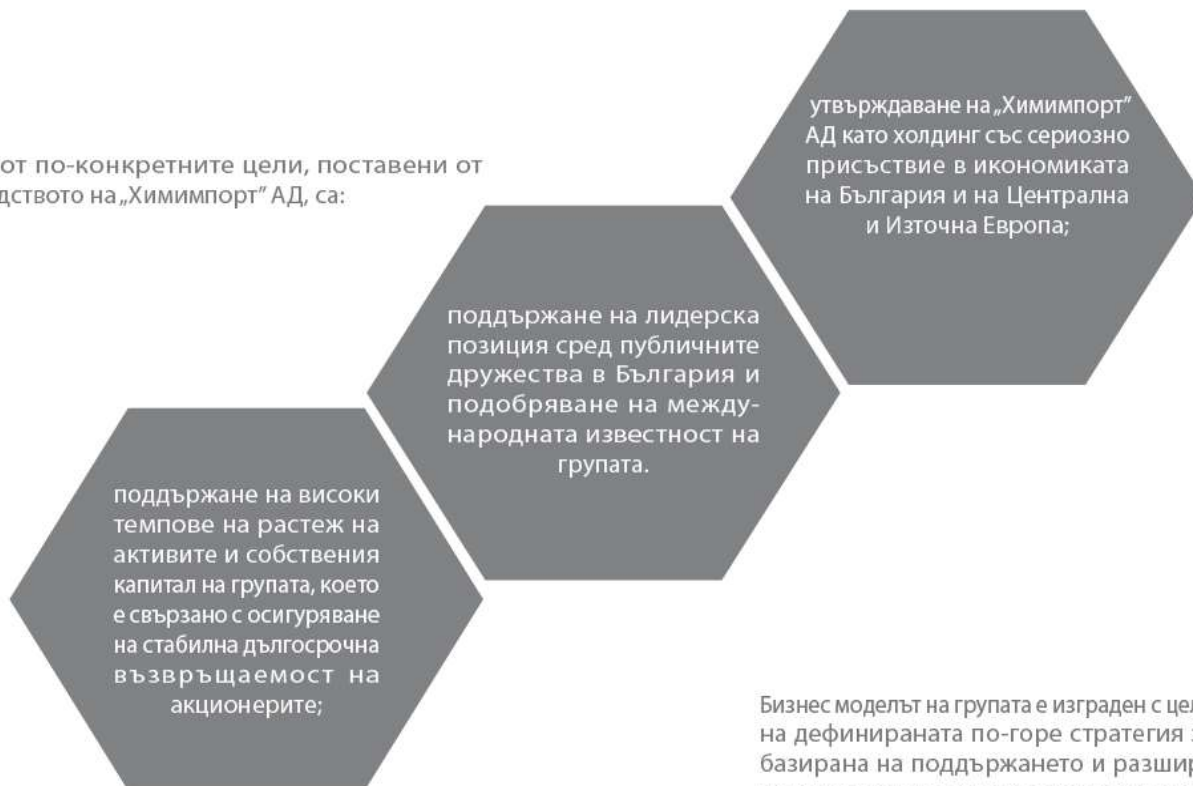 от по-конкретните цели, поставени от
на „Химимпорт” АД, са:
утвърждаване на „Химимпорт”
АД като холдинг със сериозно
присъствие в икономиката
на България и на Централна
и Източна Европа;
поддържане на лидерска
позиция сред публичните
дружества в България и
подобряване на между-
народната известност на
групата.
поддържане на високи
темпове на растеж на
активите и собствения
капитал на групата, което
е свързано с осигуряване
на стабилна дългосрочна
възвръщаемост на
акционерите;
Бизнес моделът на групата е изграден с
на дефинираната по-горе стратегия
базирана на поддържането и